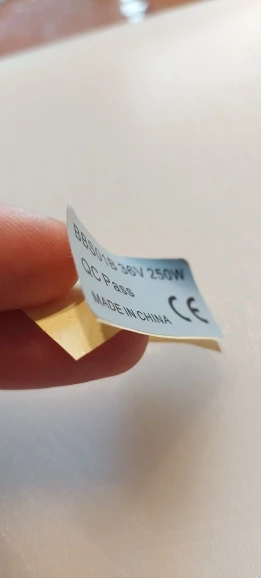 BBS01B 36V 250W
QC Pass
MADE IN CHINA CE